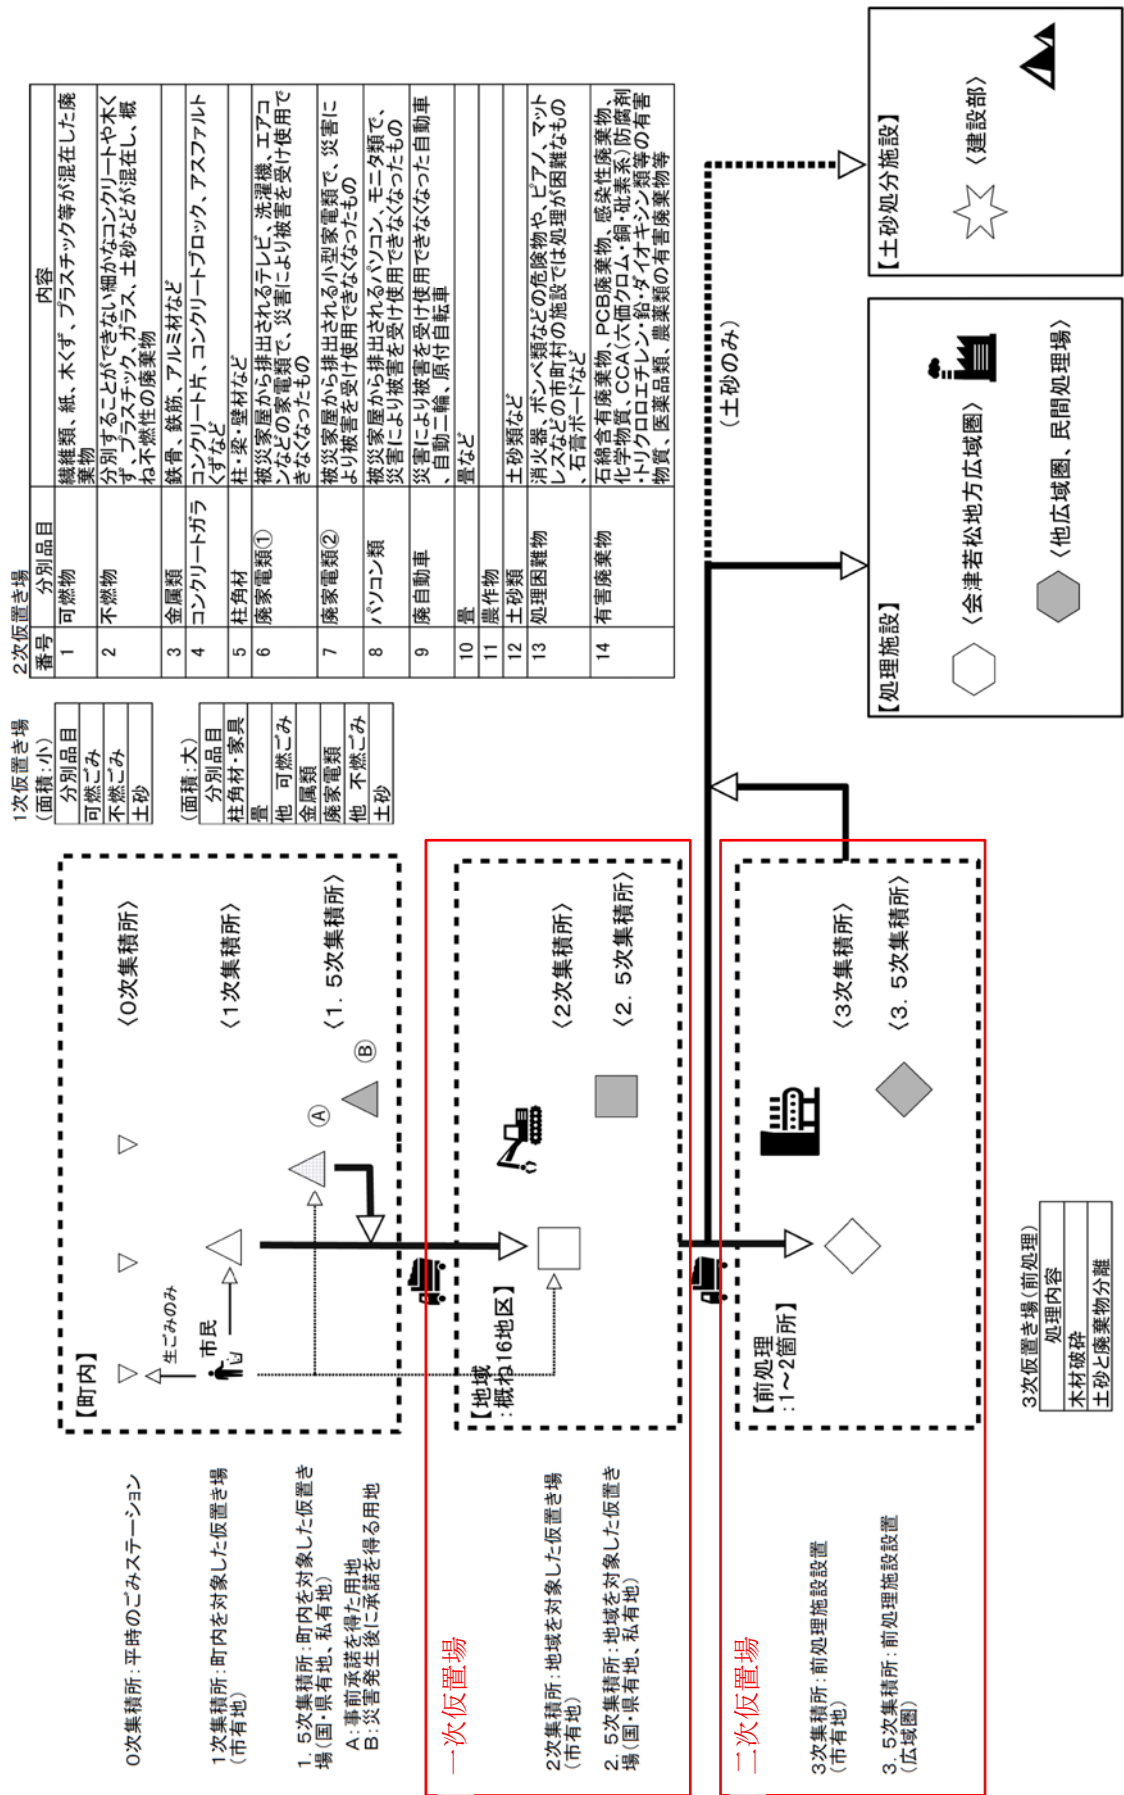 0次集積所：平時のごみステーション
1次集積所：町内を対象した仮置き場
（市有地）
1．5次集積所：町内を対象した仮置き
場（国・県有地、私有地）
A：事前承諾を得た用地
B：災害発生後に承諾を得る用地
一次仮置場
2次集積所：地域を対象した仮置き場
（市有地）
2．5次集積所：地域を対象した仮置き
場（国・県有地、私有地）
二次仮置場
3次集積所：前処理施設設置
（市有地）
3．5次集積所：前処理施設設置
（広域圏）
【町内】
生ごみのみ
市民
〈0次集積所〉
〈1次集積所〉
Ⓐ
Ⓑ
〈1．5次集積所〉
【地域
：概ね16地区】
〈2次集積所〉
〈2．5次集積所〉
【前処理
：1～2箇所】
〈3次集積所〉
〈3．5次集積所〉
3次仮置き場（前処理）
処理内容
木材破砕
土砂と廃棄物分離
1次仮置き場
（面積：小）
分別品目
可燃ごみ
不燃ごみ
土砂
（面積：大）
分別品目
柱角材・家具
畳
他　可燃ごみ
金属類
廃家電類
他　不燃ごみ
土砂
2次仮置き場
番号 分別品目 内容
1 可燃物 繊維類、紙、木くず、プラスチック等が混在した廃
棄物
2 不燃物 分別することができない細かなコンクリートや木く
ず、プラスチック、ガラス、土砂などが混在し、概
ね不燃性の廃棄物
3 金属類 鉄骨、鉄筋、アルミ材など
4 コンクリートガラ コンクリート片、コンクリートブロック、アスファルト
くずなど
5 柱角材 柱・梁・壁材など
6 廃家電類① 被災家屋から排出されるテレビ、洗濯機、エアコ
ンなどの家電類で、災害により被害を受け使用で
きなくなったもの
7 廃家電類② 被災家屋から排出される小型家電類で、災害に
より被害を受け使用できなくなったもの
8 パソコン類 被災家屋から排出されるパソコン、モニタ類で、
災害により被害を受け使用できなくなったもの
9 廃自動車 災害により被害を受け使用できなくなった自動車
、自動二輪、原付自転車
10 畳 畳など
11 農作物
12 土砂類 土砂類など
13 処理困難物 消火器、ボンベ類などの危険物や、ピアノ、マット
レスなどの市町村の施設では処理が困難なもの
、石膏ボードなど
14 有害廃棄物 石綿含有廃棄物、PCB廃棄物、感染性廃棄物、
化学物質、CCA（六価クロム・銅・砒素系）防腐剤
・トリクロロエチレン・鉛・ダイオキシン類等の有害
物質、医薬品類、農薬類の有害廃棄物等
（土砂のみ）
【処理施設】
〈会津若松地方広域圏〉
〈他広域圏、民間処理場〉
【土砂処分施設】
〈建設部〉